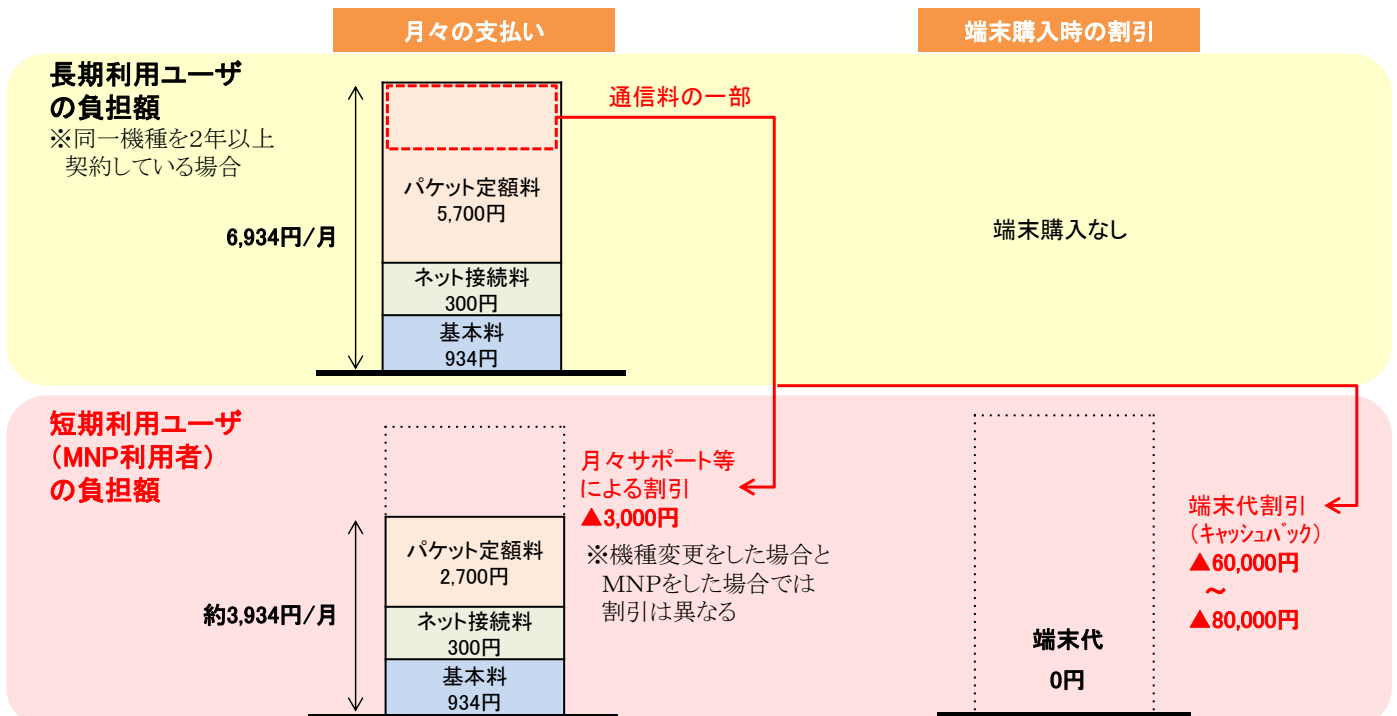 月々の支払い
端末購入時の割引
長期利用ユーザ
の負担額
※同一機種を2年以上
契約している場合
6,934円/月
パケット定額料
5,700円
ネット接続料
300円
基本料
934円
通信料の一部
端末購入なし
短期利用ユーザ
（MNP利用者）
の負担額
約3,934円/月
パケット定額料
2,700円
ネット接続料
300円
基本料
934円
月々サポート等
による割引
▲3,000円
※機種変更をした場合と
MNPをした場合では
割引は異なる
端末代
0円
端末代割引
（キャッシュバック）
▲60,000円
～
▲80,000円